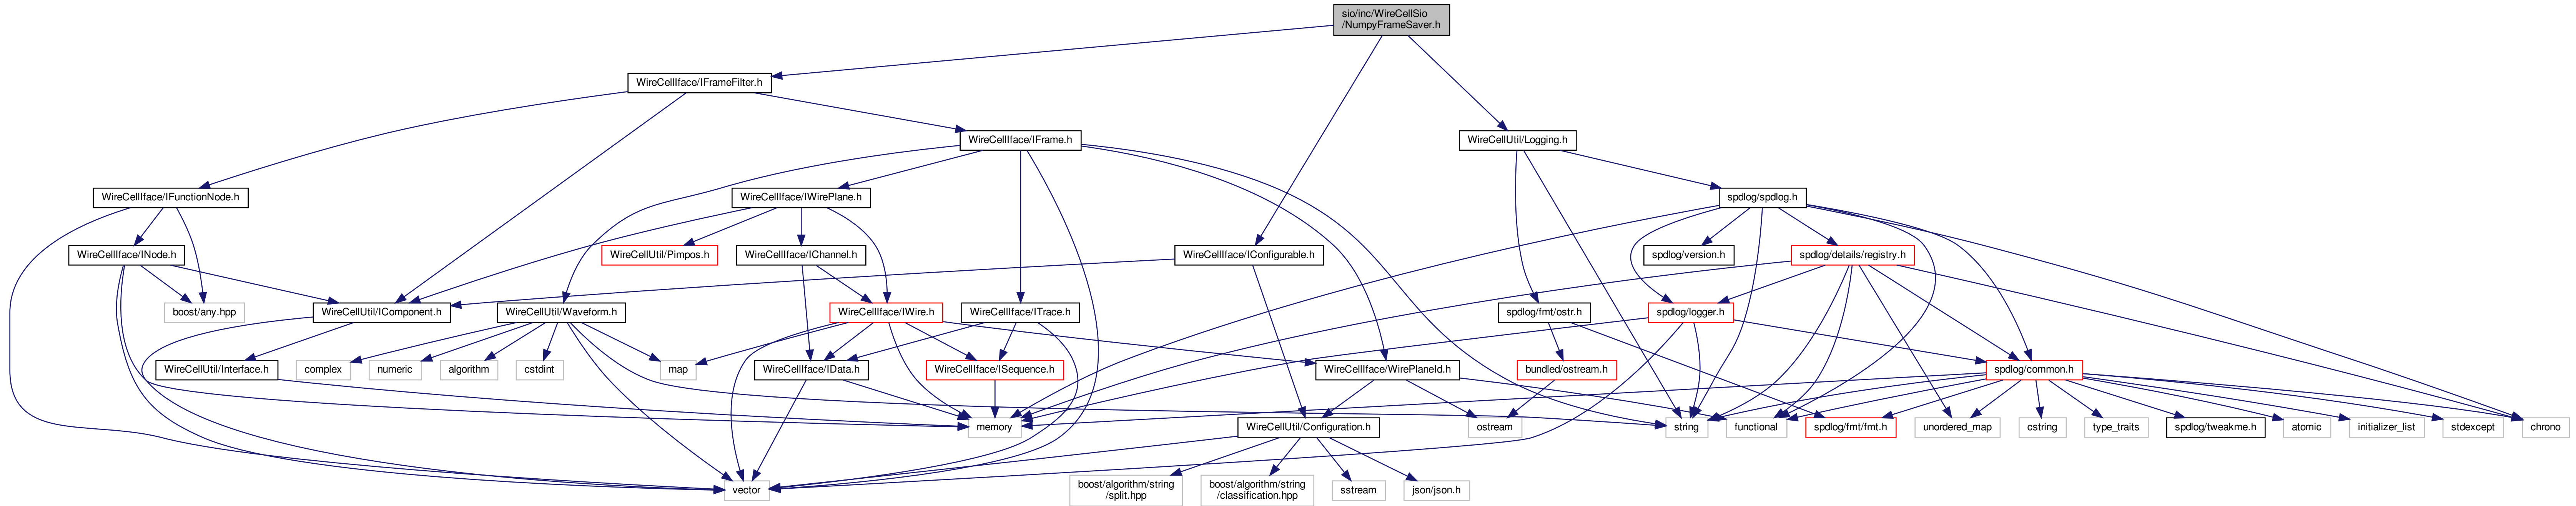 sio/inc/WireCellSio
/NumpyFrameSaver.h
WireCellIface/IFrameFilter.h
WireCellIface/IFrame.h
WireCellUtil/Logging.h
WireCellIface/IFunctionNode.h
WireCellIface/IWirePlane.h
spdlog/spdlog.h
WireCellIface/INode.h
WireCellUtil/Pimpos.h
WireCellIface/IChannel.h
WireCellIface/IConfigurable.h
spdlog/version.h
spdlog/details/registry.h
boost/any.hpp
WireCellUtil/IComponent.h
WireCellUtil/Waveform.h
WireCellIface/IWire.h
WireCellIface/ITrace.h
spdlog/fmt/ostr.h
spdlog/logger.h
WireCellUtil/Interface.h
complex
numeric
algorithm
cstdint
map
WireCellIface/IData.h
WireCellIface/ISequence.h
WireCellIface/WirePlaneId.h
bundled/ostream.h
spdlog/common.h
memory
WireCellUtil/Configuration.h
ostream
string
functional
spdlog/fmt/fmt.h
unordered_map
cstring
type_traits
spdlog/tweakme.h
atomic
initializer_list
stdexcept
chrono
vector
boost/algorithm/string
/split.hpp
boost/algorithm/string
/classification.hpp
sstream
json/json.h